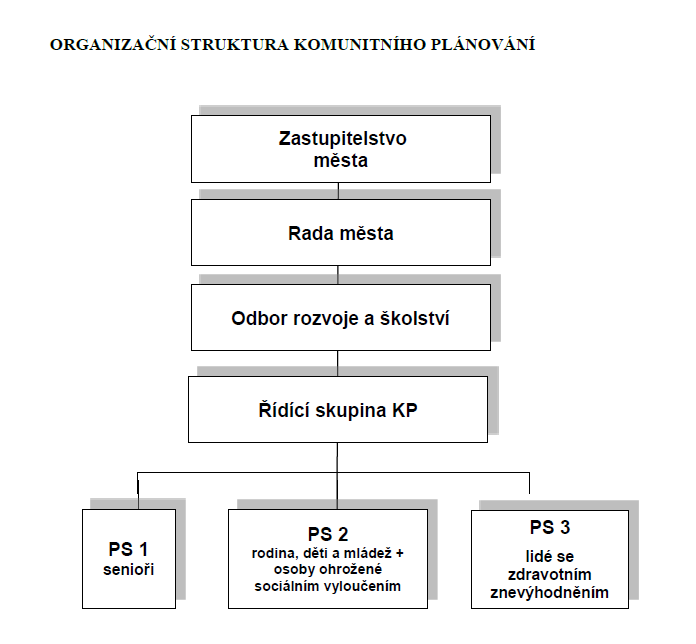 ORGANIZAČNÍ STRUKTURA KOMUNITNÍHO PLÁNOVÁNÍ
Zastupitelstvo
města
Rada města
Odbor rozvoje a školství
Řídící skupina KP
PS 1
senioři
PS 2
rodina, děti a mládež +
osoby ohrožené
sociálním vyloučením
PS 3
lidé se
zdravotním
znevýhodněním